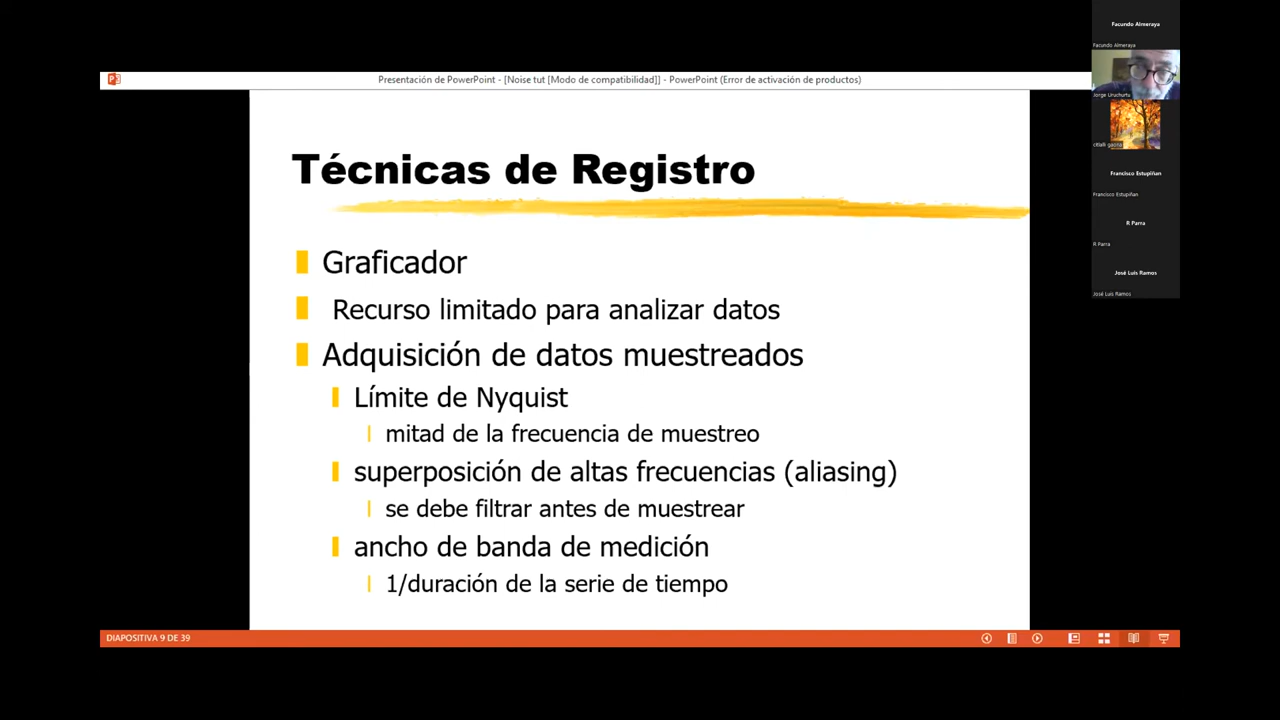 Presentación de PowerPoint - [Noise tut [Modo de compatibilidad]] - PowerPoint (Error de activación de productos)
Técnicas de Registro
Graficador
Recurso limitado para analizar datos
Adquisición de datos muestreados
Límite de Nyquist
mitad de la frecuencia de muestreo
superposición de altas frecuencias (aliasing)
se debe filtrar antes de muestrear
ancho de banda de medición
1/duración de la serie de tiempo
DIAPOSITIVA 9 DE 39
Facundo Almeraya
Facundo Almeraya
Jorge Uruchurtu
citlalli gaona
Francisco Estupiñan
Francisco Estupiñan
R Parra
R Parra
José Luis Ramos
José Luis Ramos